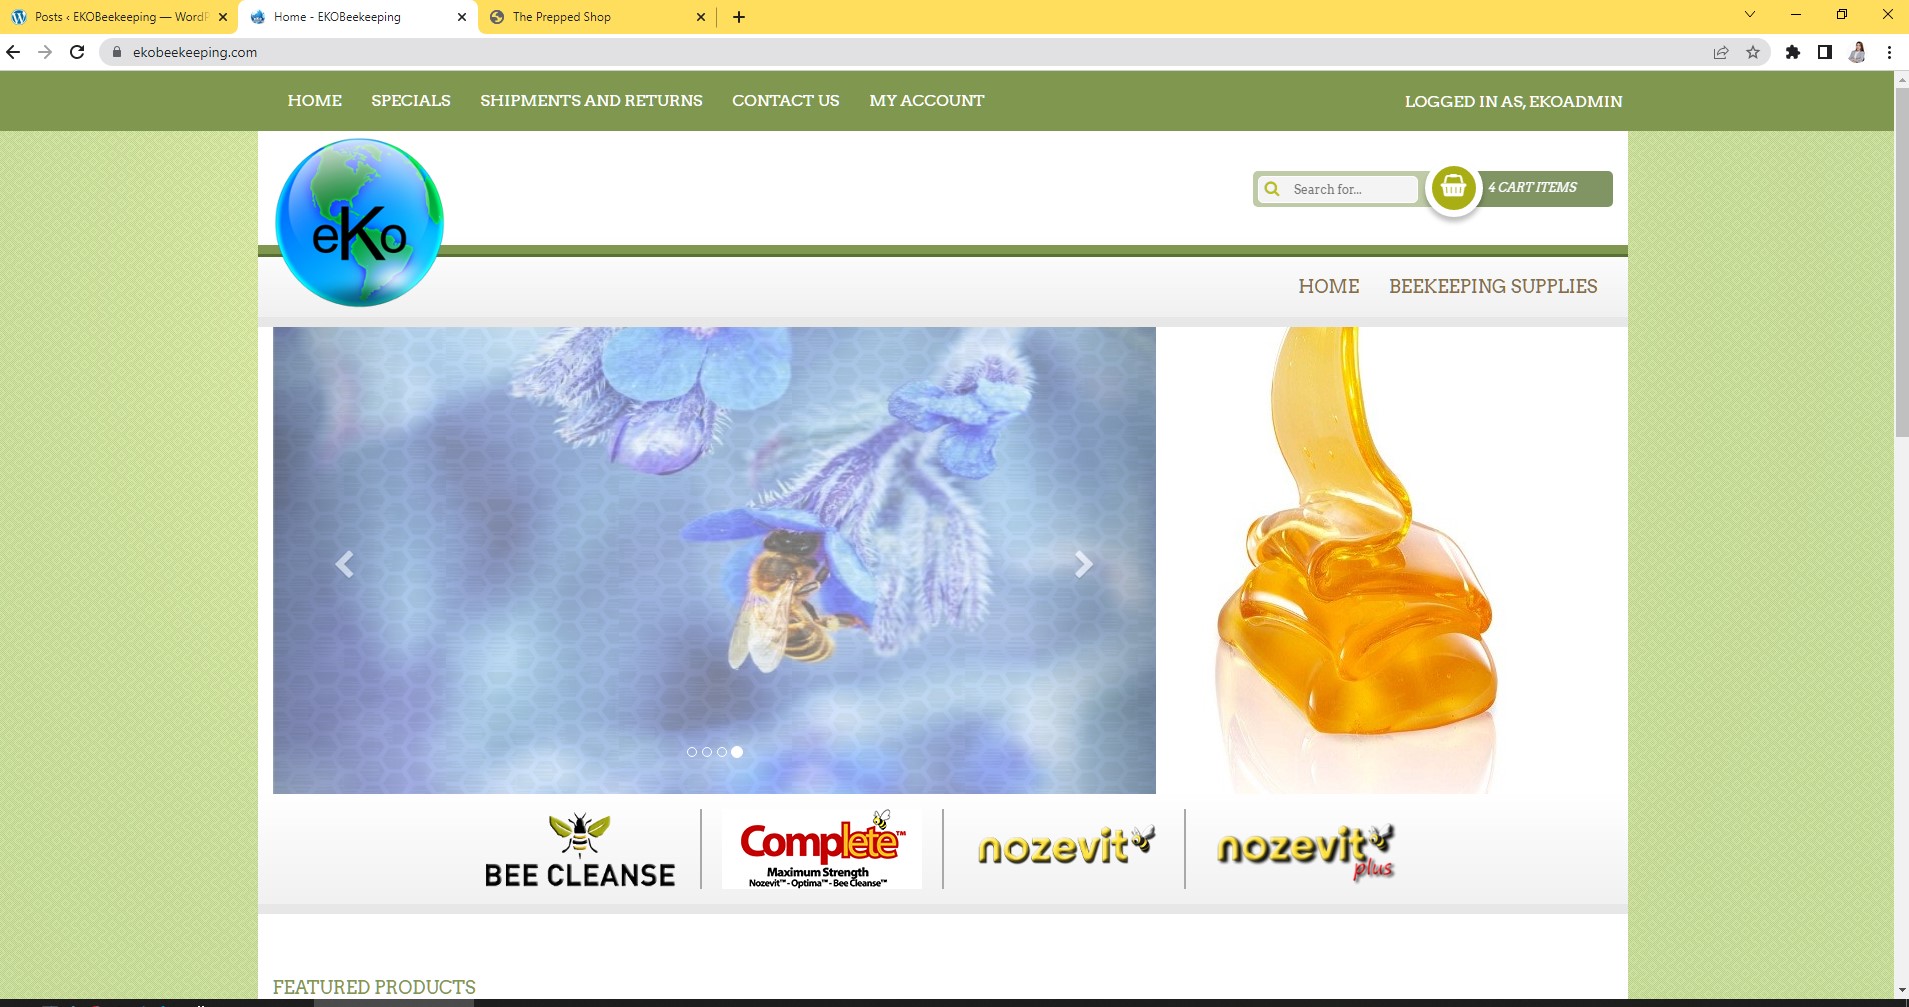 Posts ‹ EKOBeekeeping — WordP
Home - EKOBeekeeping
The Prepped Shop
ekobeekeeping.com
HOME SPECIALS SHIPMENTS AND RETURNS CONTACT US MY ACCOUNT LOGGED IN AS, EKOADMIN
eKo
Search for...
4 CART ITEMS
HOME BEEKEEPING SUPPLIES
BEE CLEANSE
Complete™
Maximum Strength
Nozevit™ - Optima™ - Bee Cleanse™
nozevit
nozevit
plus
FEATURED PRODUCTS